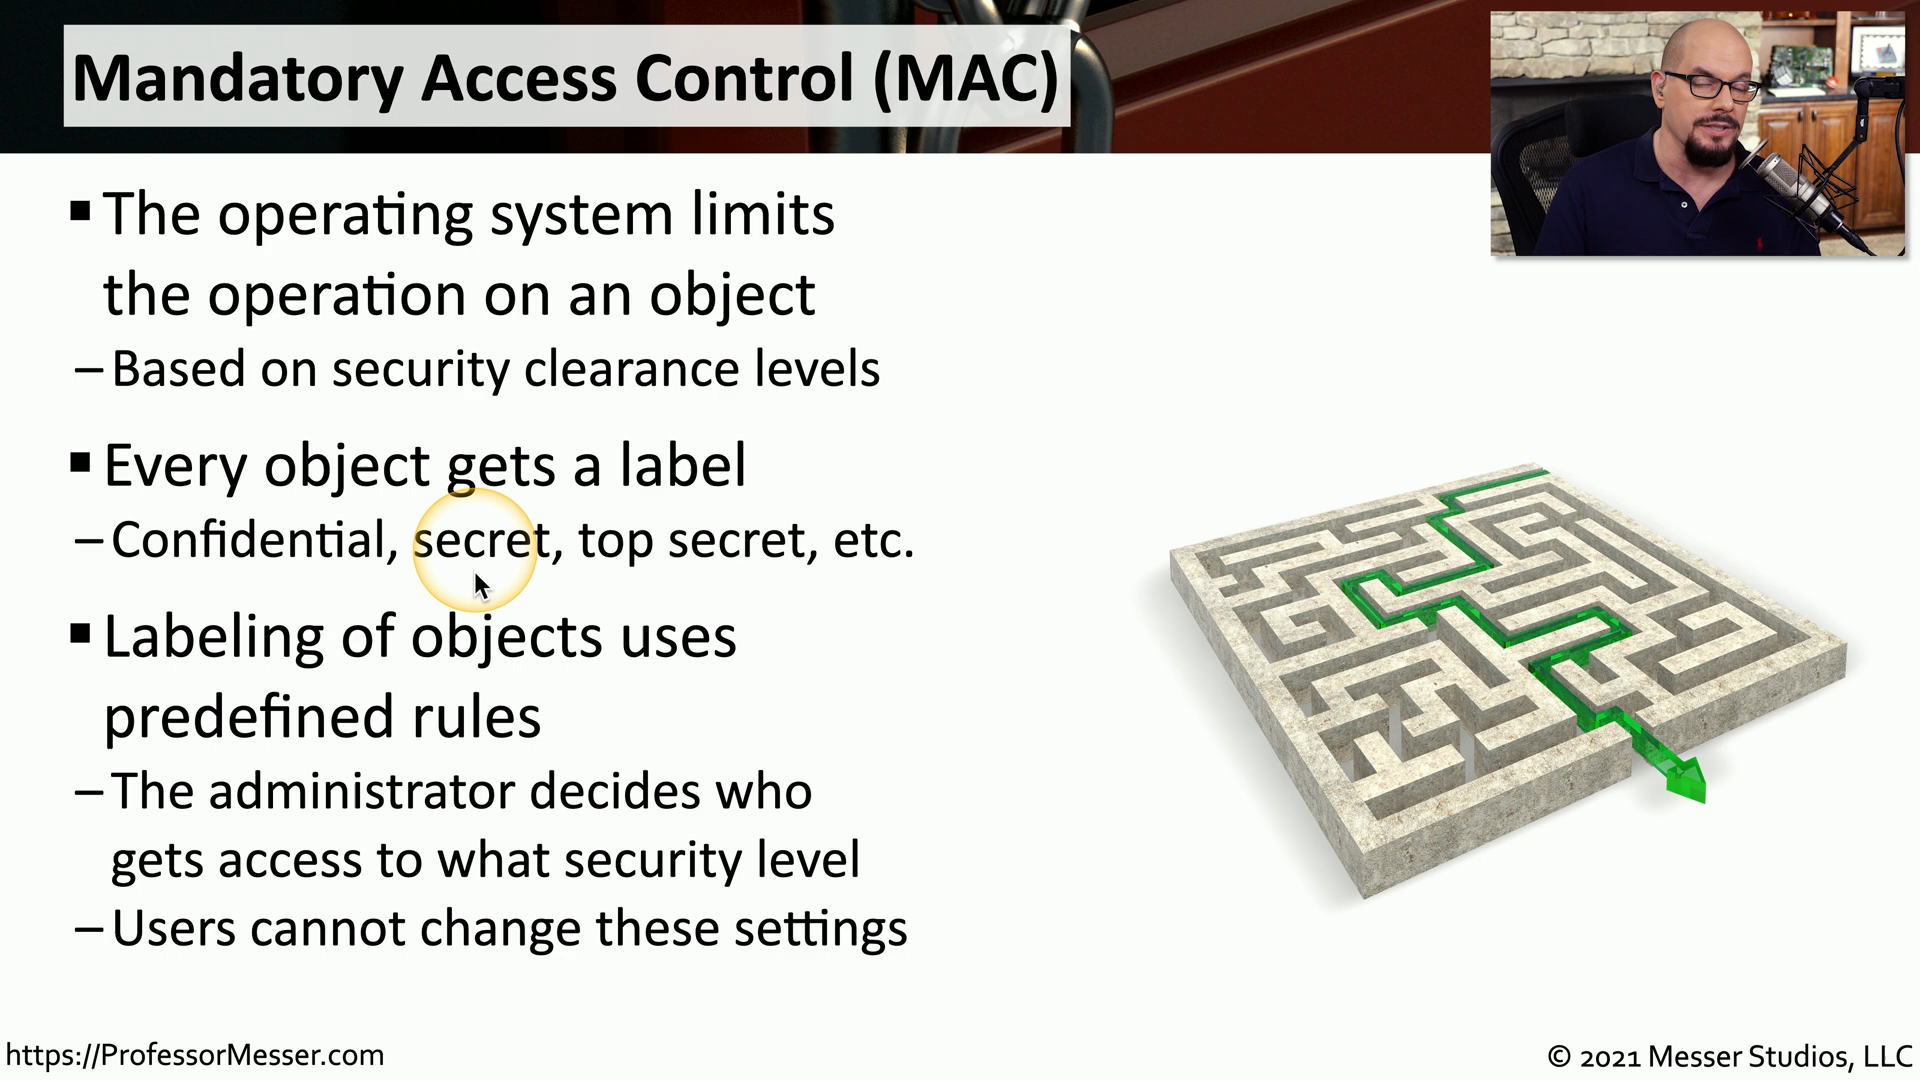 Mandatory Access Control (MAC)
▪ The operating system limits
the operation on an object
– Based on security clearance levels
▪ Every object gets a label
– Confidential, secret, top secret, etc.
▪ Labeling of objects uses
predefined rules
– The administrator decides who
gets access to what security level
– Users cannot change these settings
https://ProfessorMesser.com
© 2021 Messer Studios, LLC